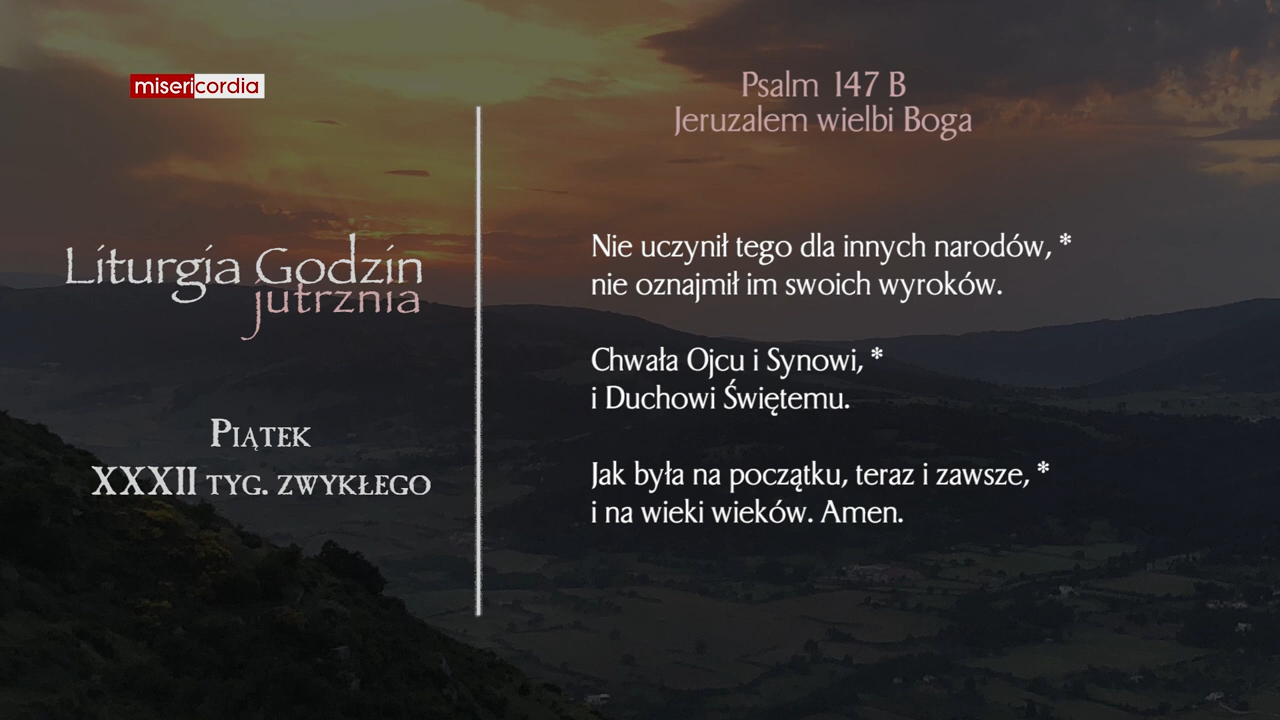 misericordia
Liturgia Godzin
jutrznia
Piątek
XXXII tyg. zwykłego
Psalm 147 B
Jeruzalem wielbi Boga
Nie uczynił tego dla innych narodów, *
nie oznajmił im swoich wyroków.
Chwała Ojcu i Synowi, *
i Duchowi Świętemu.
Jak była na początku, teraz i zawsze, *
i na wieki wieków. Amen.